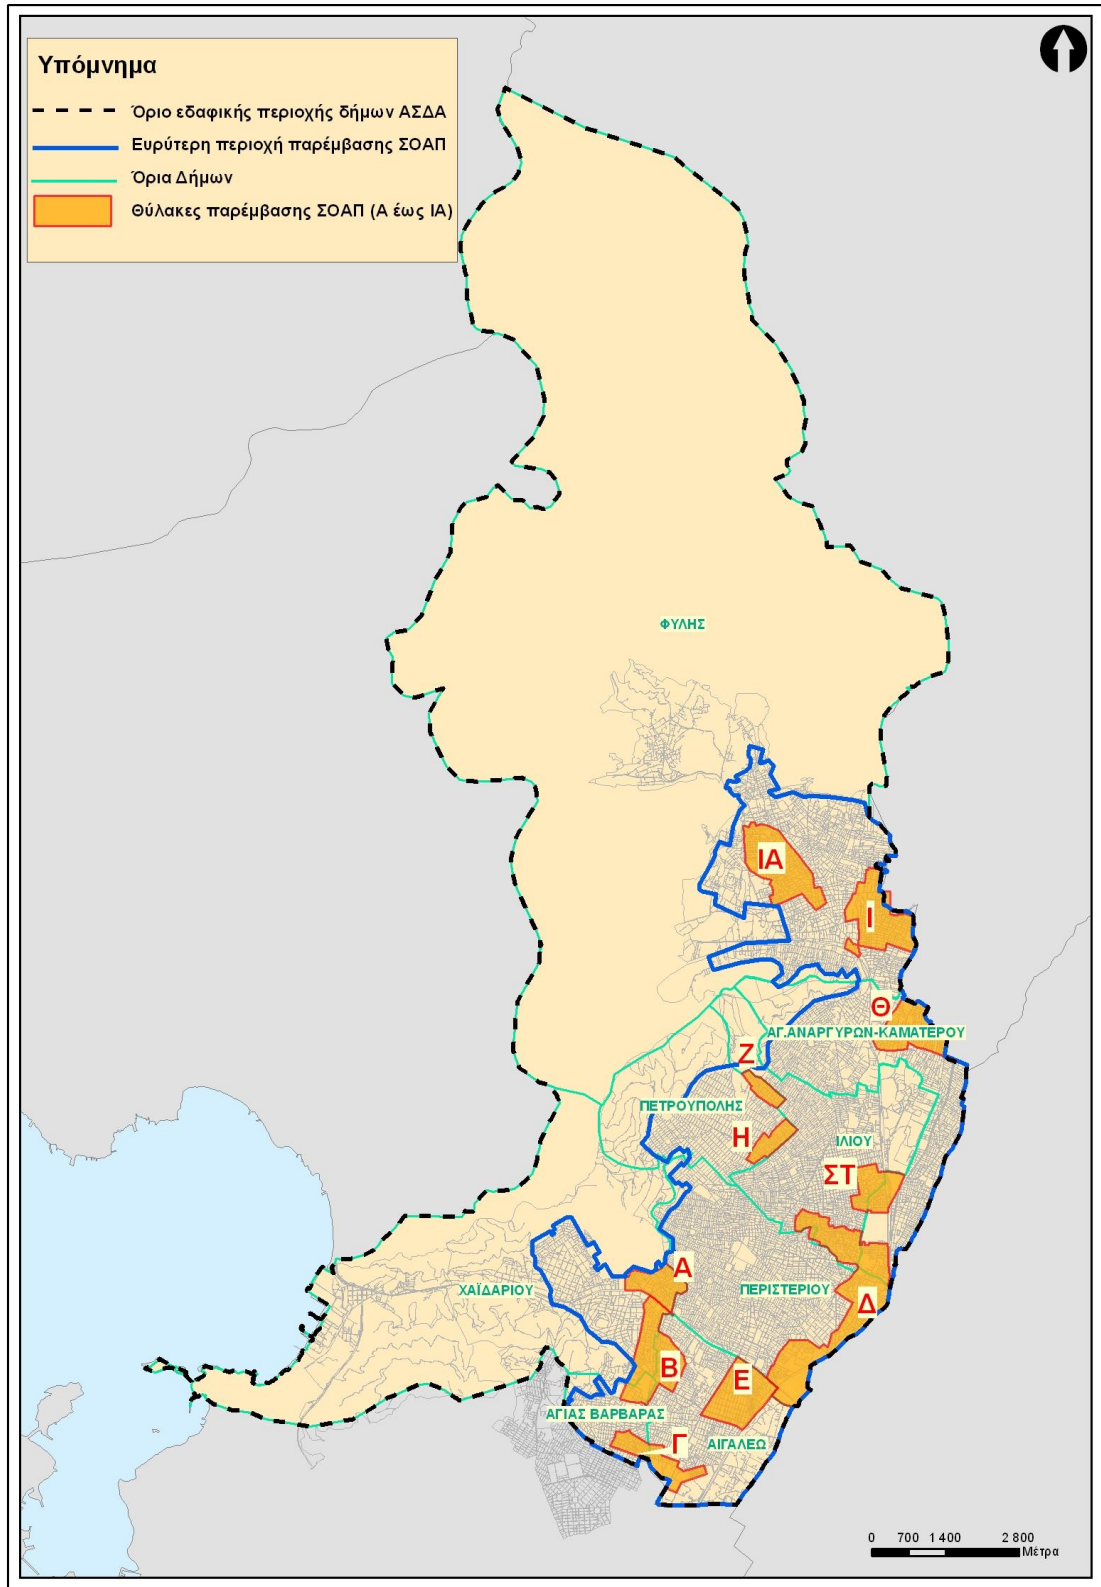 Υπόμνημα
Όριο εδαφικής περιοχής δήμων ΑΣΔΑ
Ευρύτερη περιοχή παρέμβασης ΣΟΑΠ
Όρια Δήμων
Θύλακες παρέμβασης ΣΟΑΠ (Α έως ΙΑ)
ΦΥΛΗΣ
ΙΑ
Ι
Θ
ΑΓ.ΑΝΑΡΓΥΡΩΝ-ΚΑΜΑΤΕΡΟΥ
Ζ
ΠΕΤΡΟΥΠΟΛΗΣ
Η
ΙΛΙΟΥ
ΣΤ
Α
ΧΑΪΔΑΡΙΟΥ
ΠΕΡΙΣΤΕΡΙΟΥ
Δ
Β
Ε
ΑΓΙΑΣ ΒΑΡΒΑΡΑΣ
Γ
ΑΙΓΑΛΕΩ
0 700 1 400 2 800
Μέτρα